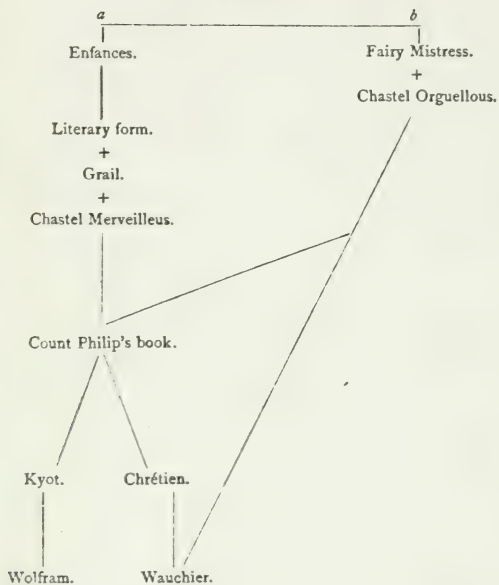 a b
Enfances. Fairy Mistress.
+
Chastel Orguellous.
Literary form.
+
Grail.
+
Chastel Merveilleus.
Count Philip's book.
Kyot. Chrétien.
Wolfram. Wauchier.